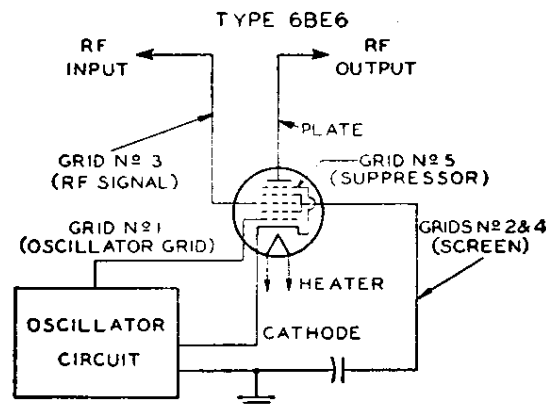 TYPE 6BE6
RF
INPUT
RF
OUTPUT
PLATE
GRID Nº 3
(RF SIGNAL)
GRID Nº 5
(SUPPRESSOR)
GRID Nº 1
(OSCILLATOR GRID)
GRIDS Nº 2&4
(SCREEN)
HEATER
OSCILLATOR
CIRCUIT
CATHODE